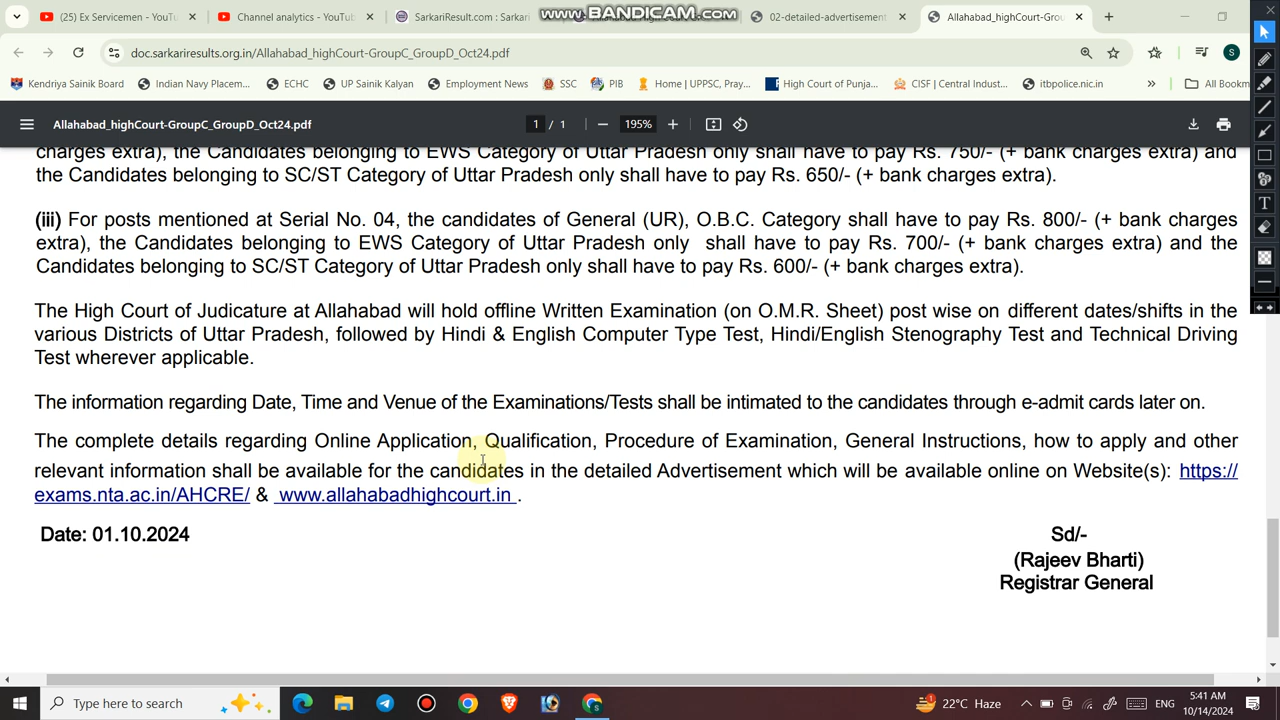 (25) Ex Servicemen - YouTu
Channel analytics - YouTub
SarkariResult.com : Sarkari
www.BANDICAM.com
02-detailed-advertisement
Allahabad_highCourt-Grou
doc.sarkariresults.org.in/Allahabad_highCourt-GroupC_GroupD_Oct24.pdf
S
Kendriya Sainik Board
Indian Navy Placem...
ECHC
UP Sainik Kalyan
Employment News
SSC
PIB
Home | UPPSC, Pray...
High Court of Punja...
CISF | Central Indust...
itbpolice.nic.in
»
All Bookm
Allahabad_highCourt-GroupC_GroupD_Oct24.pdf
1 / 1
195%
charges extra), the Candidates belonging to EWS Category of Uttar Pradesh only shall have to pay Rs. 750/- (+ bank charges extra) and
the Candidates belonging to SC/ST Category of Uttar Pradesh only shall have to pay Rs. 650/- (+ bank charges extra).
(iii) For posts mentioned at Serial No. 04, the candidates of General (UR), O.B.C. Category shall have to pay Rs. 800/- (+ bank charges
extra), the Candidates belonging to EWS Category of Uttar Pradesh only shall have to pay Rs. 700/- (+ bank charges extra) and the
Candidates belonging to SC/ST Category of Uttar Pradesh only shall have to pay Rs. 600/- (+ bank charges extra).
The High Court of Judicature at Allahabad will hold offline Written Examination (on O.M.R. Sheet) post wise on different dates/shifts in the
various Districts of Uttar Pradesh, followed by Hindi & English Computer Type Test, Hindi/English Stenography Test and Technical Driving
Test wherever applicable.
The information regarding Date, Time and Venue of the Examinations/Tests shall be intimated to the candidates through e-admit cards later on.
The complete details regarding Online Application, Qualification, Procedure of Examination, General Instructions, how to apply and other
relevant information shall be available for the candidates in the detailed Advertisement which will be available online on Website(s): https://
exams.nta.ac.in/AHCRE/ & www.allahabadhighcourt.in .
Date: 01.10.2024
Sd/-
(Rajeev Bharti)
Registrar General
Type here to search
22°C Haze
ENG
5:41 AM
10/14/2024